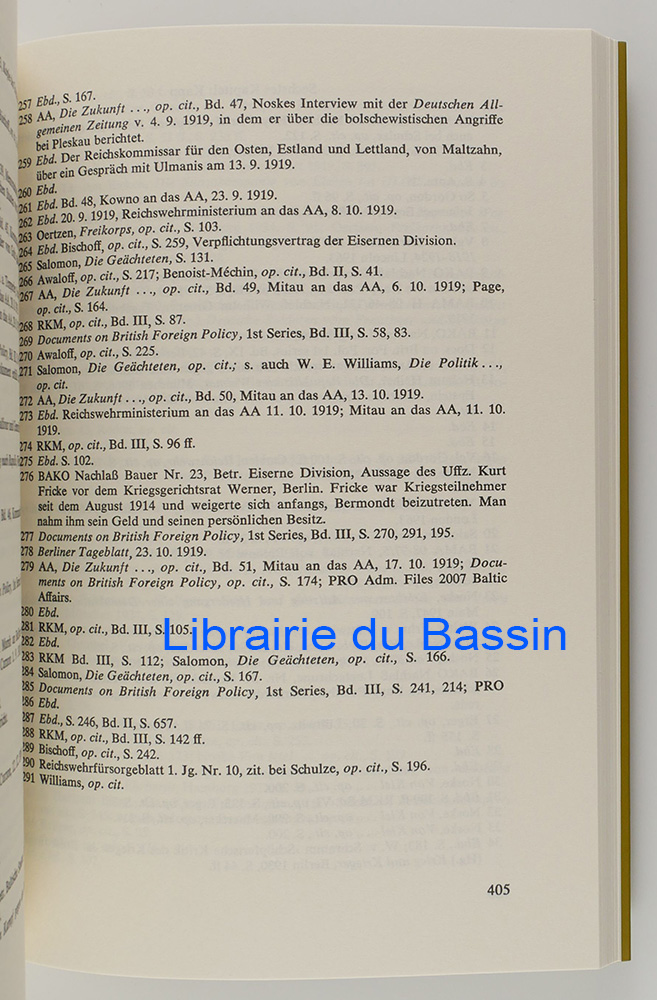 257 Ebd., S. 167.
258 AA, Die Zukunft ..., op. cit., Bd. 47, Noskes Interview mit der Deutschen All-
gemeinen Zeitung v. 4. 9. 1919, in dem er über die bolschewistischen Angriffe
bei Pleskau berichtet.
259 Ebd. Der Reichskommissar für den Osten, Estland und Lettland, von Maltzahn,
über ein Gespräch mit Ulmanis am 13. 9. 1919.
260 Ebd.
261 Ebd. Bd. 48, Kowno an das AA, 23. 9. 1919.
262 Ebd. 20. 9. 1919, Reichswehrministerium an das AA, 8. 10. 1919.
263 Oertzen, Freikorps, op. cit., S. 103.
264 Ebd. Bischoff, op. cit., S. 259, Verpflichtungsvertrag der Eisernen Division.
265 Salomon, Die Geächteten, S. 131.
266 Awaloff, op. cit., S. 217; Benoist-Méchin, op. cit., Bd. II, S. 41.
267 AA, Die Zukunft ..., op. cit., Bd. 49, Mitau an das AA, 6. 10. 1919; Page,
op. cit., S. 164.
268 RKM, op. cit., Bd. III, S. 87.
269 Documents on British Foreign Policy, 1st Series, Bd. III, S. 58, 83.
270 Awaloff, op. cit., S. 225.
271 Salomon, Die Geächteten, op. cit.; s. auch W. E. Williams, Die Politik ...,
op. cit.
272 AA, Die Zukunft ..., op. cit., Bd. 50, Mitau an das AA, 13. 10. 1919.
273 Ebd. Reichswehrministerium an das AA 11. 10. 1919; Mitau an das AA, 11. 10.
1919.
274 RKM, op. cit., Bd. III, S. 96 ff.
275 Ebd. S. 102.
276 BAKO Nachlaß Bauer Nr. 23, Betr. Eiserne Division, Aussage des Uffz. Kurt
Fricke vor dem Kriegsgerichtsrat Werner, Berlin. Fricke war Kriegsteilnehmer
seit dem August 1914 und weigerte sich anfangs, Bermondt beizutreten. Man
nahm ihm sein Geld und seinen persönlichen Besitz.
277 Documents on British Foreign Policy, 1st Series, Bd. III, S. 270, 291, 195.
278 Berliner Tageblatt, 23. 10. 1919.
279 AA, Die Zukunft ..., op. cit., Bd. 51, Mitau an das AA, 17. 10. 1919; Docu-
ments on British Foreign Policy, op. cit., S. 174; PRO Adm. Files 2007 Baltic
Affairs.
280 Ebd.
281 RKM, op. cit., Bd. III, S. 105.
Librairie du Bassin
282 Ebd.
283 RKM Bd. III, S. 112; Salomon, Die Geächteten, op. cit., S. 166.
284 Salomon, Die Geächteten, op. cit., S. 167.
285 Documents on British Foreign Policy, 1st Series, Bd. III, S. 241, 214; PRO
286 Ebd.
287 Ebd., S. 246, Bd. II, S. 657.
288 RKM, op. cit., Bd. III, S. 142 ff.
289 Bischoff, op. cit., S. 242.
290 Reichswehrfürsorgeblatt 1. Jg. Nr. 10, zit. bei Schulze, op. cit., S. 196.
291 Williams, op. cit.
405